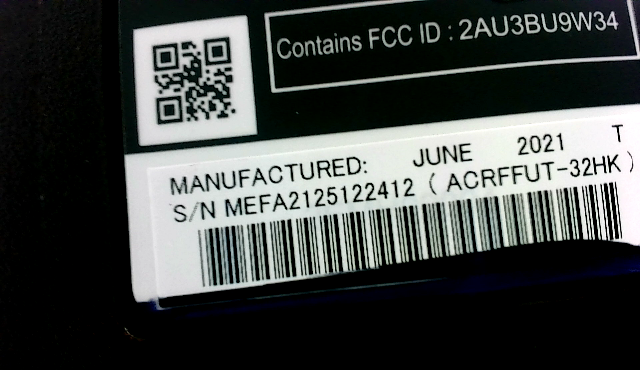 Contains FCC ID : 2AU3BU9W34
MANUFACTURED: JUNE 2021 T
S/N MEFA2125122412 ( ACRFFUT-32HK )